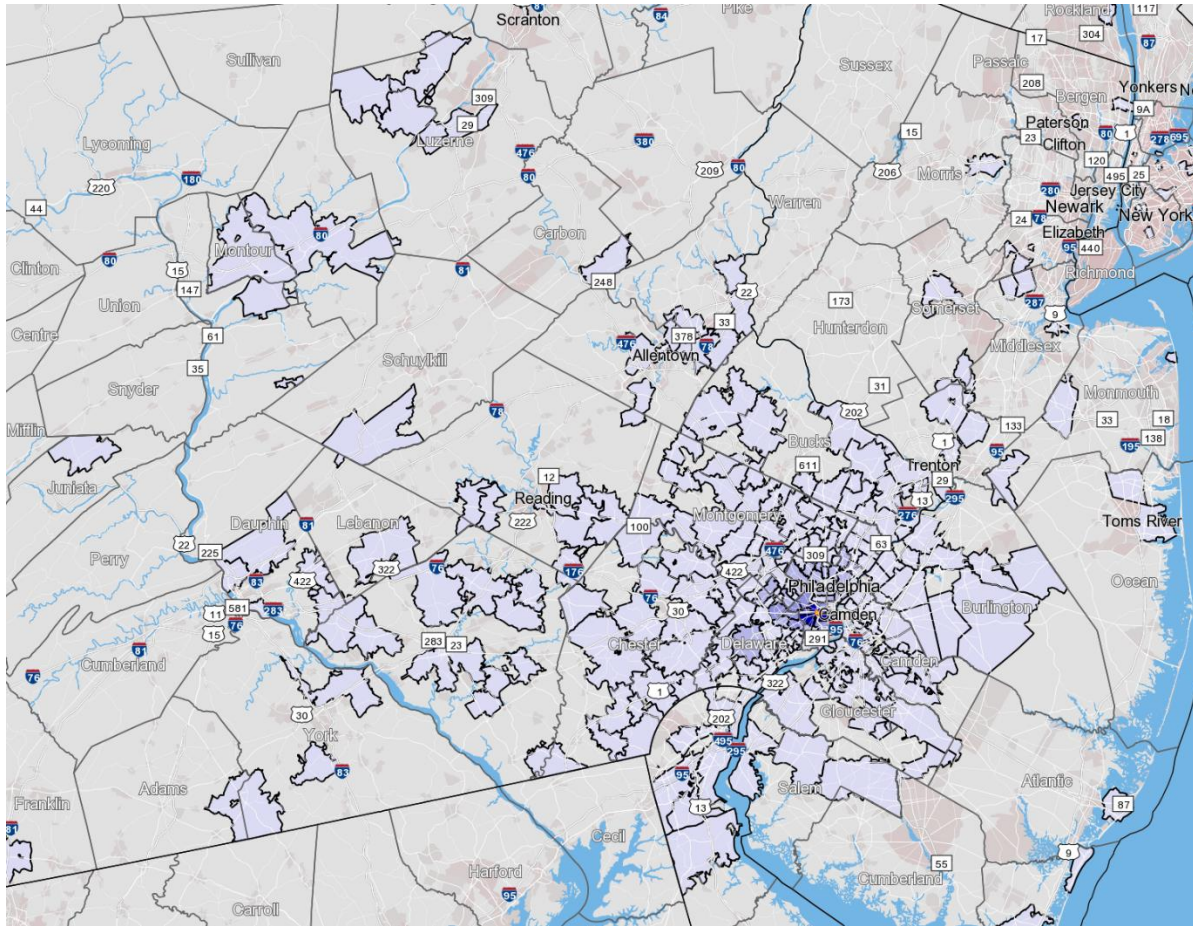 Scranton
8
84
Pike
Rockland
117
17
304
87
Sullivan
Sussex
Passaic
208
Bergen
Yonkers
9A
309
29
Luzerne
Lycoming
15
Paterson
23
Clifton
80
1
278
695
476
380
209
80
206
120
180
220
80
Morris
495
25
Jersey City
280
Newark
78
New York
44
Warren
24
Elizabeth
95
440
Carbon
Richmond
Clinton
80
Montour
80
15
81
248
147
22
173
Somerset
287
9
Union
Hunterdon
Centre
61
33
378
476
78
Allentown
Middlesex
35
Schuylkill
Snyder
31
Monmouth
78
202
33
18
Mifflin
Bucks
1
133
195
138
95
611
Trenton
Juniata
12
29
Reading
13
295
276
222
Toms River
Dauphin
81
Lebanon
100
Montgomery
22
225
476
309
63
Perry
322
76
176
422
Ocean
83
422
Philadelphia
11
581
283
76
30
Camden
Burlington
76
15
283
23
Chester
Delaware
291
95
76
81
Camden
Cumberland
76
1
322
30
202
Gloucester
York
495
295
83
95
Adams
Salem
Atlantic
Franklin
13
87
81
Cecil
9
Harford
55
Cumberland
95
Carroll